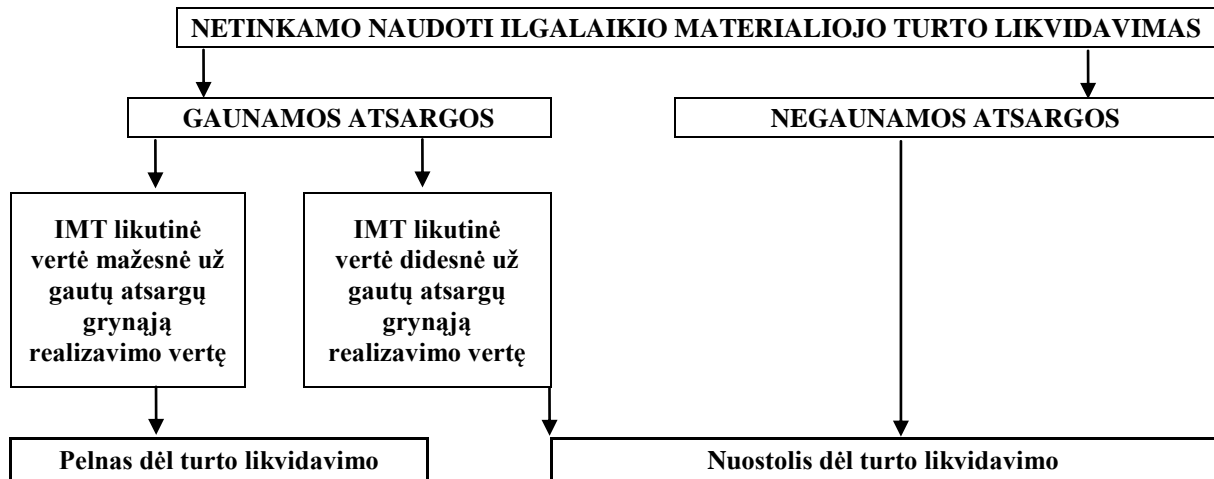 NETINKAMO NAUDOTI ILGALAIKIO MATERIALIOJO TURTO LIKVIDAVIMAS
GAUNAMOS ATSARGOS
NEGAUNAMOS ATSARGOS
IMT likutinė
vertė mažesnė už
gautų atsargų
grynąją
realizavimo vertę
IMT likutinė
vertė didesnė už
gautų atsargų
grynąją
realizavimo vertę
Pelnas dėl turto likvidavimo
Nuostolis dėl turto likvidavimo